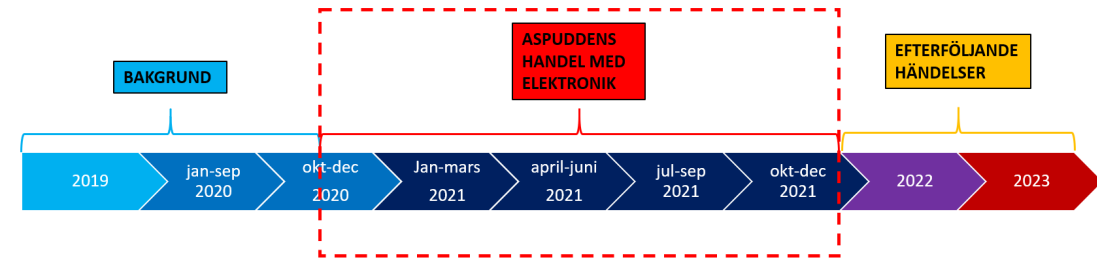 BAKGRUND
ASPUDDENS
HANDEL MED
ELEKTRONIK
EFTERFÖLJANDE
HÄNDELSER
2019
jan-sep
2020
okt-dec
2020
Jan-mars
2021
april-juni
2021
jul-sep
2021
okt-dec
2021
2022
2023